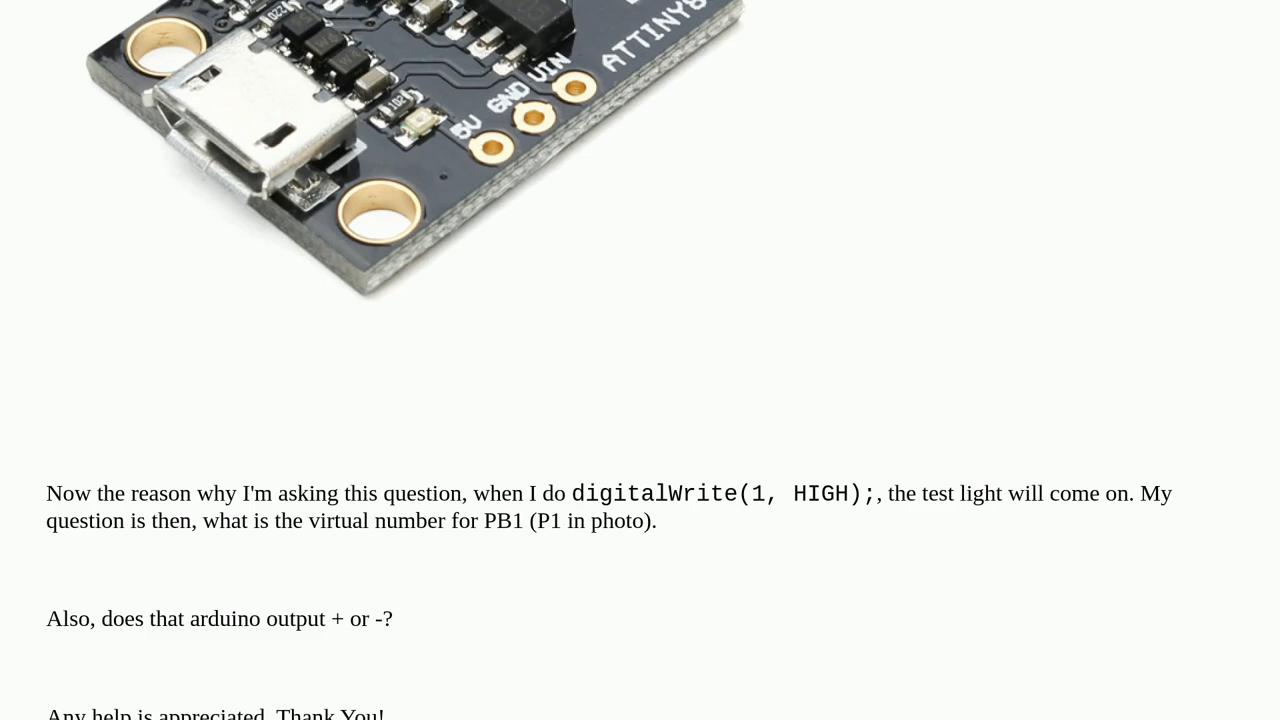 ATTINY8
VIN
GND
5V
102
Now the reason why I'm asking this question, when I do digitalWrite(1, HIGH);, the test light will come on. My
question is then, what is the virtual number for PB1 (P1 in photo).
Also, does that arduino output + or -?
Any help is appreciated. Thank You!